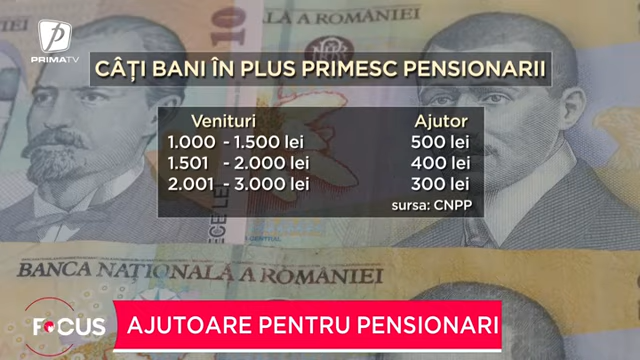 PRIMATV
CÂȚI BANI ÎN PLUS PRIMESC PENSIONARII
Venituri Ajutor
1.000 - 1.500 lei 500 lei
1.501 - 2.000 lei 400 lei
2.001 - 3.000 lei 300 lei
sursa: CNPP
BANCA NAȚIONALĂ A ROMÂNIEI
FOCUS
AJUTOARE PENTRU PENSIONARI